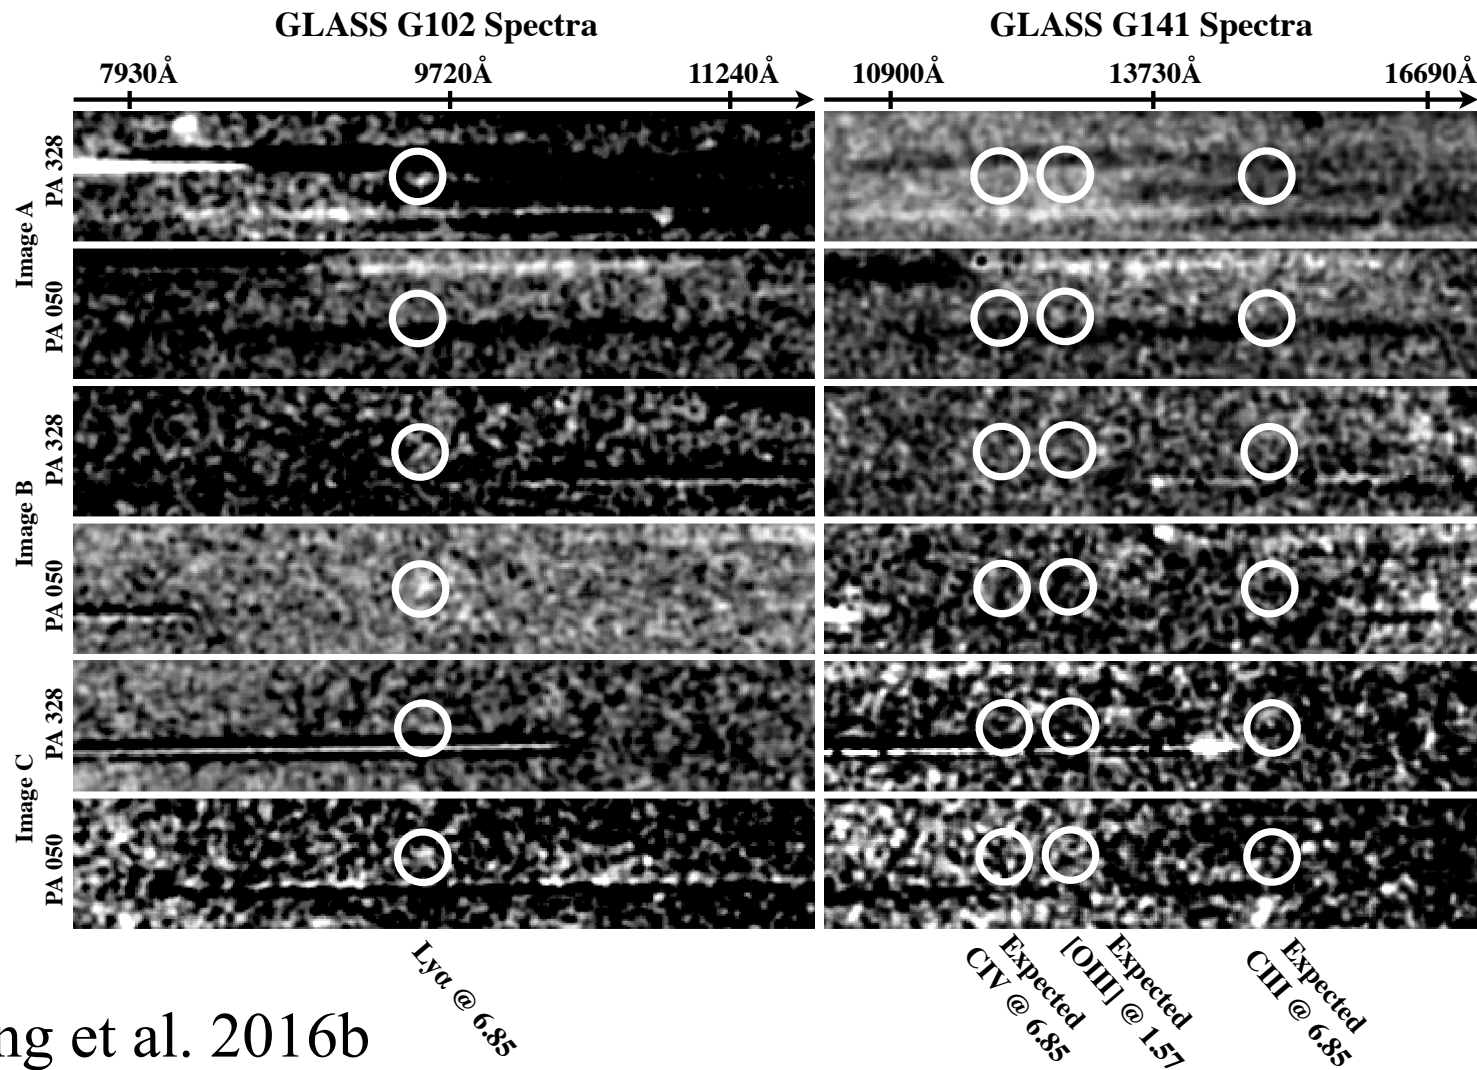 GLASS G102 Spectra
GLASS G141 Spectra
7930Å 9720Å 11240Å
10900Å 13730Å 16690Å
Image A
PA 328
PA 050
Image B
PA 328
PA 050
Image C
PA 328
PA 050
Lyα @ 6.85
Expected
CIV @ 6.85
Expected
[OIII] @ 1.57
Expected
CIII @ 6.85
et al. 2016b